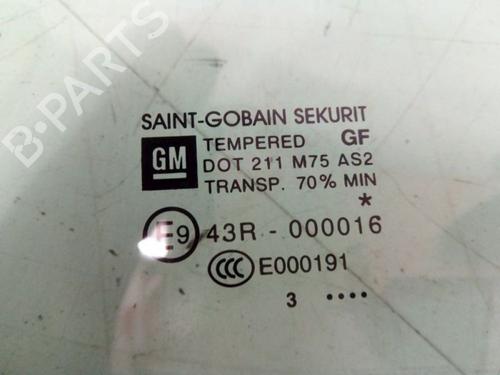 B-PARTS
SAINT-GOBAIN SEKURIT
GM TEMPERED GF
DOT 211 M75 AS2
TRANSP. 70% MIN
*
E9 43R - 000016
CCC E000191
3 ••••